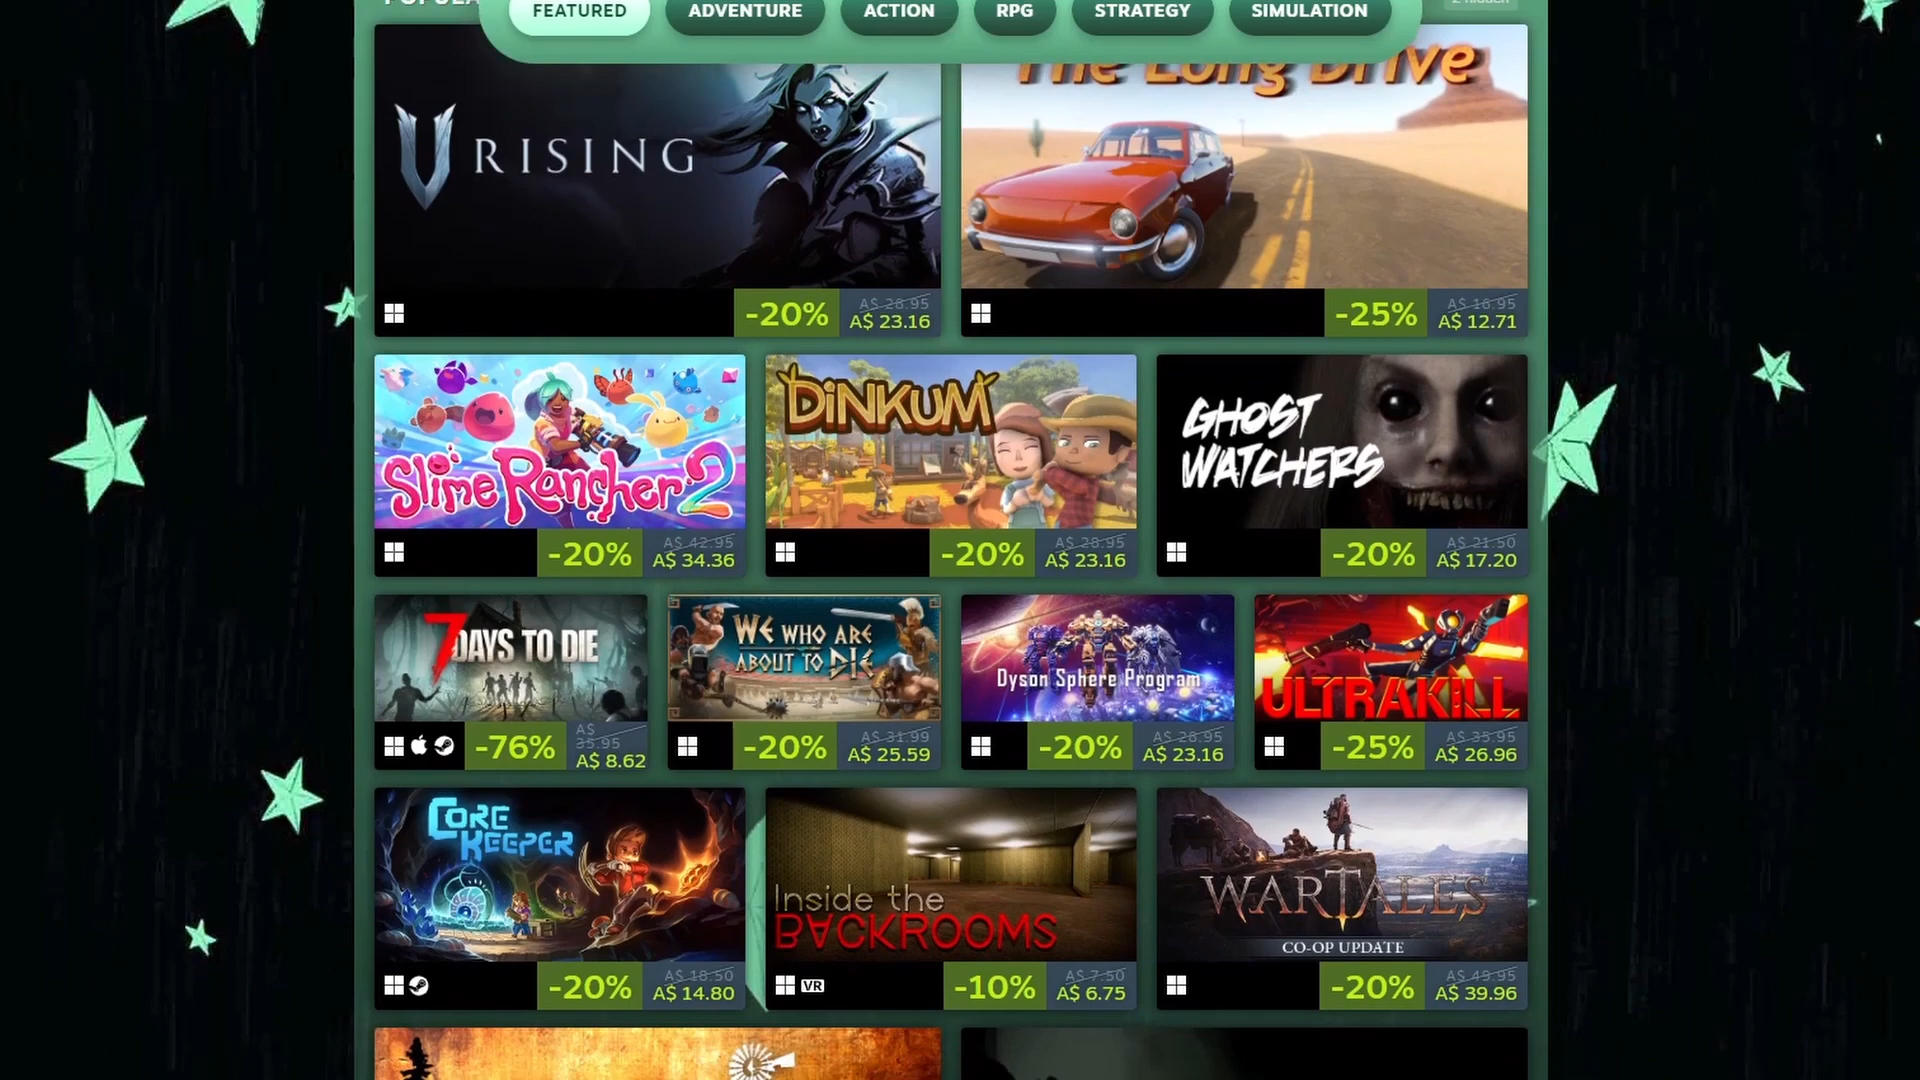 FEATURED
ADVENTURE
ACTION
RPG
STRATEGY
SIMULATION
V RISING
The Long Drive
-20%
A$ 28.95
A$ 23.16
-25%
A$ 16.95
A$ 12.71
Slime Rancher 2
DINKUM
GHOST
WATCHERS
-20%
A$ 42.95
A$ 34.36
-20%
A$ 28.95
A$ 23.16
-20%
A$ 21.50
A$ 17.20
7 DAYS TO DIE
WE WHO ARE
ABOUT TO DIE
Dyson Sphere Program
ULTRAKILL
-76%
A$
35.95
A$ 8.62
-20%
A$ 31.99
A$ 25.59
-20%
A$ 28.95
A$ 23.16
-25%
A$ 35.95
A$ 26.96
CORE
KEEPER
Inside the
BACKROOMS
WARTALES
CO-OP UPDATE
-20%
A$ 18.50
A$ 14.80
VR
-10%
A$ 7.50
A$ 6.75
-20%
A$ 49.95
A$ 39.96